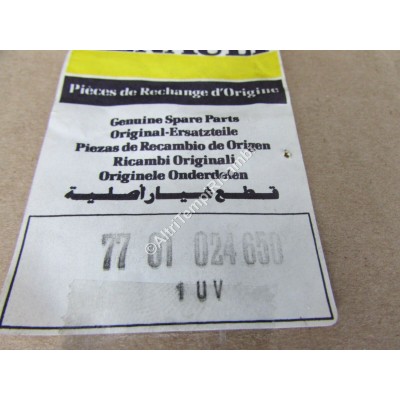 Pièces de Rechange d'Origine
Genuine Spare Parts
Original-Ersatzteile
Piezas de Recambio de Origen
Ricambi Originali
Originele Onderdelen
قطع غيار أصلية
77 01 024 650
1 UV
©AltriTempiRicambi